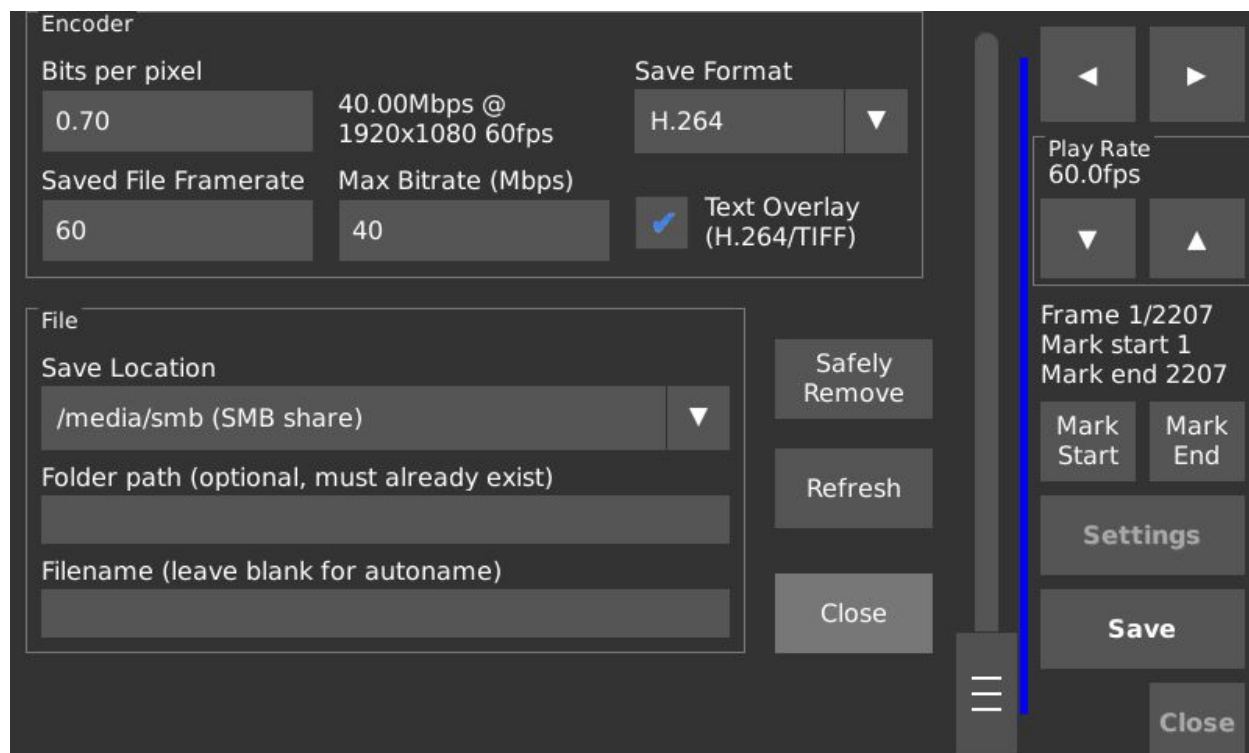 Encoder
Bits per pixel
0.70
40.00Mbps @
1920x1080 60fps
Save Format
H.264
Saved File Framerate
60
Max Bitrate (Mbps)
40
Text Overlay
(H.264/TIFF)
File
Save Location
/media/smb (SMB share)
Folder path (optional, must already exist)
Filename (leave blank for autoname)
Safely
Remove
Refresh
Close
Play Rate
60.0fps
Frame 1/2207
Mark start 1
Mark end 2207
Mark
Start
Mark
End
Settings
Save
Close